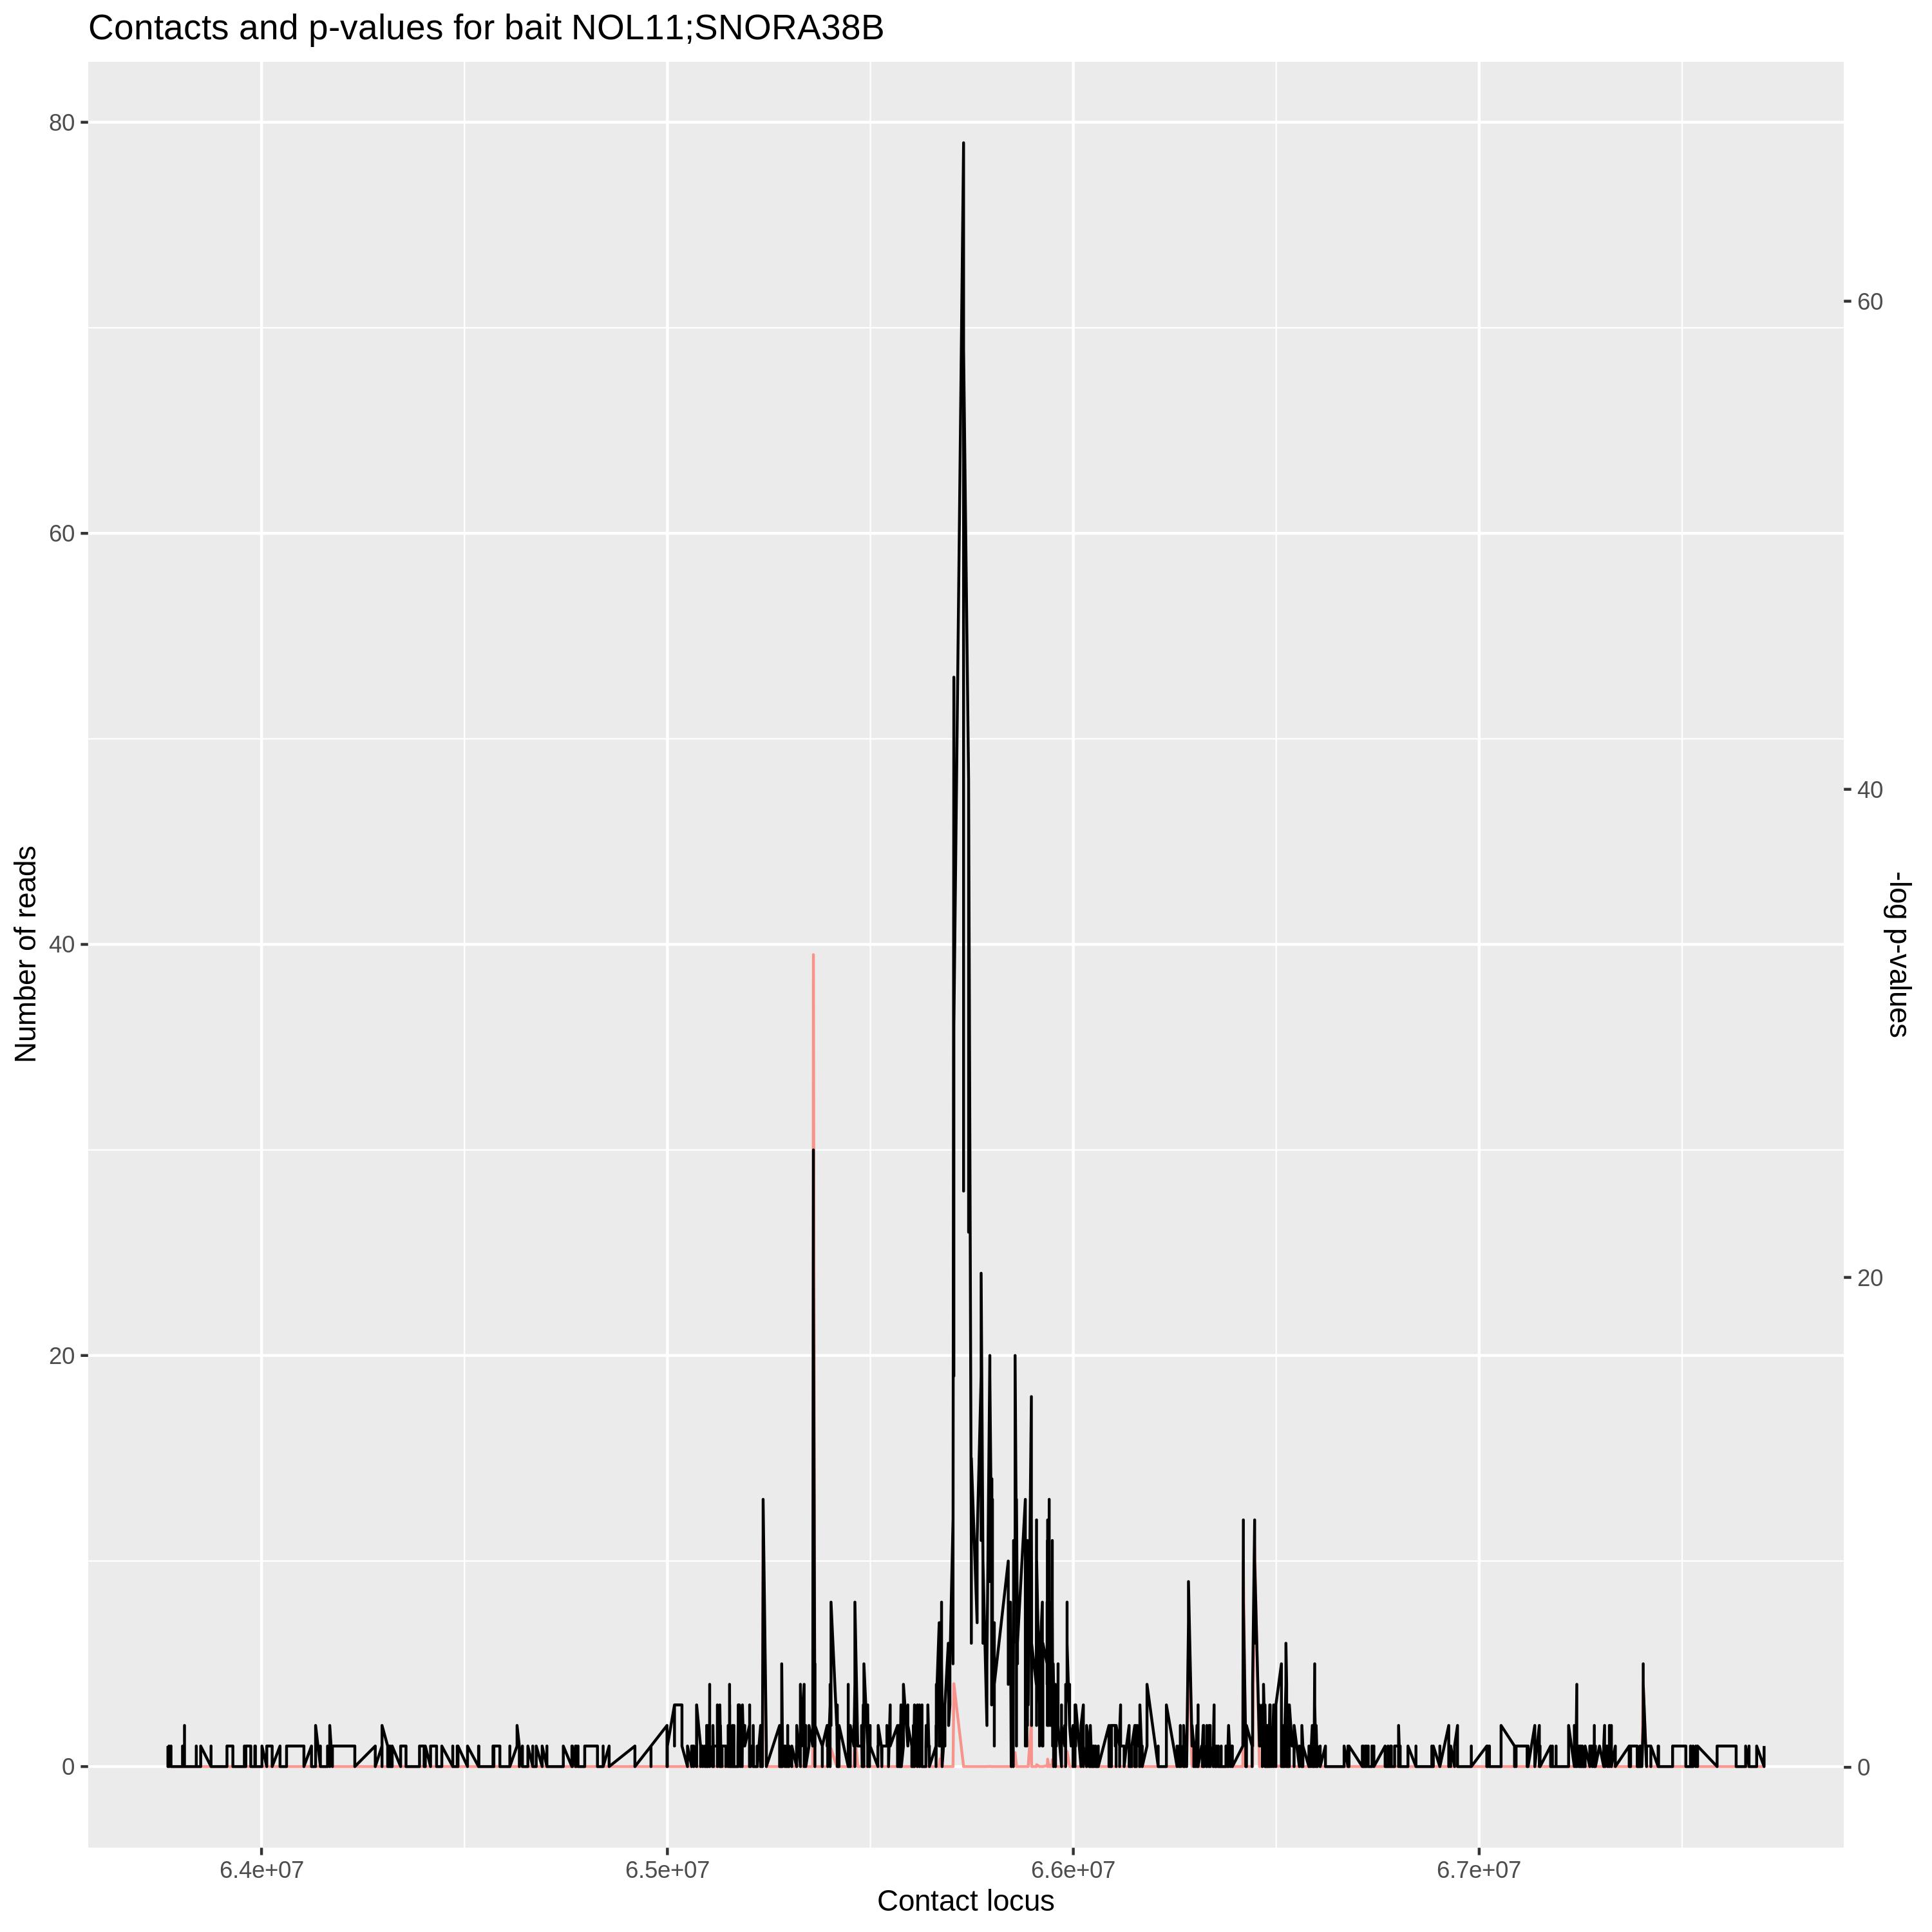 Contacts and p-values for bait NOL11;SNORA38B
80
60
40
20
0
Number of reads
60
40
20
0
-log p-values
6.4e+07
6.5e+07
6.6e+07
6.7e+07
Contact locus